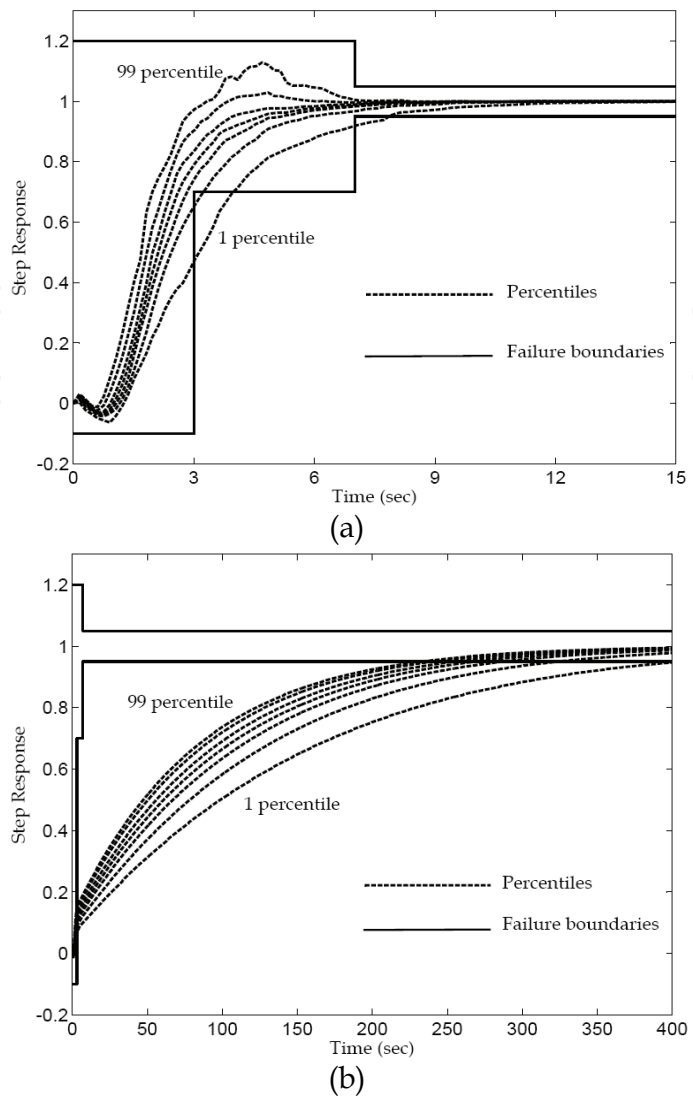 1.2
1
0.8
0.6
0.4
0.2
0
-0.2
Step Response
99 percentile
1 percentile
Percentiles
Failure boundaries
0 3 6 9 12 15
Time (sec)
(a)
1.2
1
0.8
0.6
0.4
0.2
0
-0.2
Step Response
99 percentile
1 percentile
Percentiles
Failure boundaries
0 50 100 150 200 250 300 350 400
Time (sec)
(b)